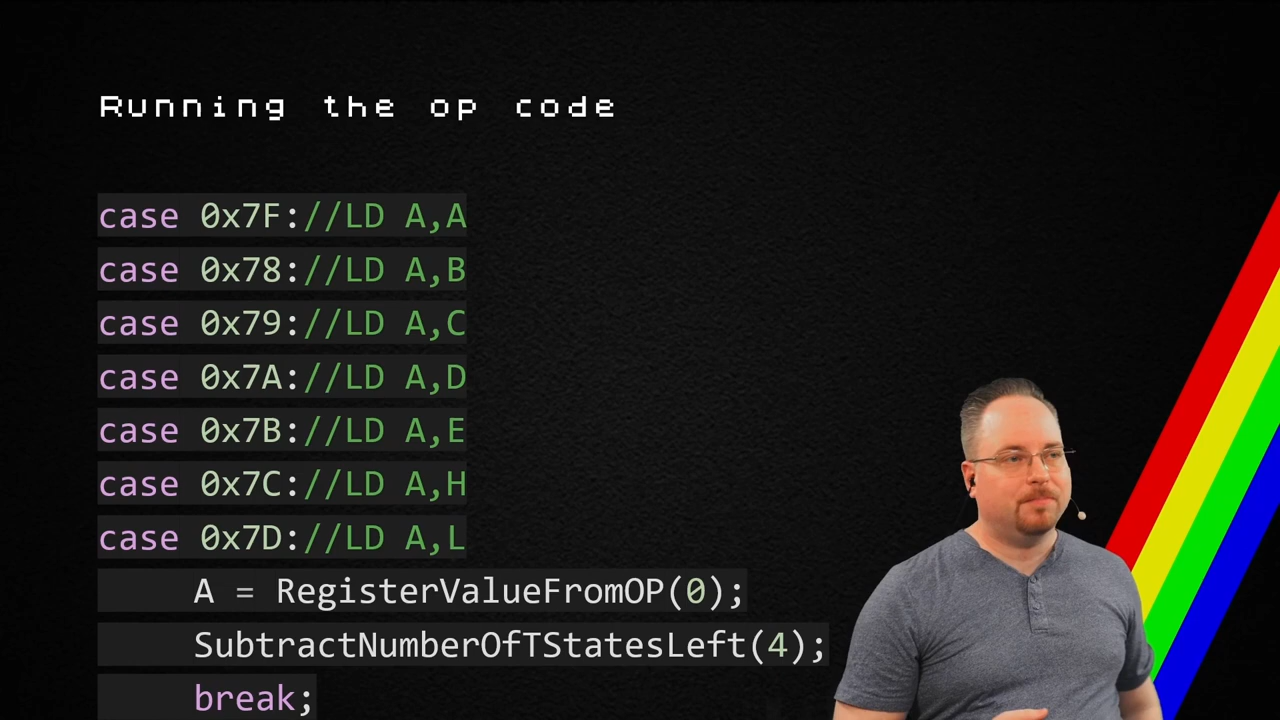 Running the op code
case 0x7F://LD A,A
case 0x78://LD A,B
case 0x79://LD A,C
case 0x7A://LD A,D
case 0x7B://LD A,E
case 0x7C://LD A,H
case 0x7D://LD A,L
A = RegisterValueFromOP(0);
SubtractNumberOfTStatesLeft(4);
break;